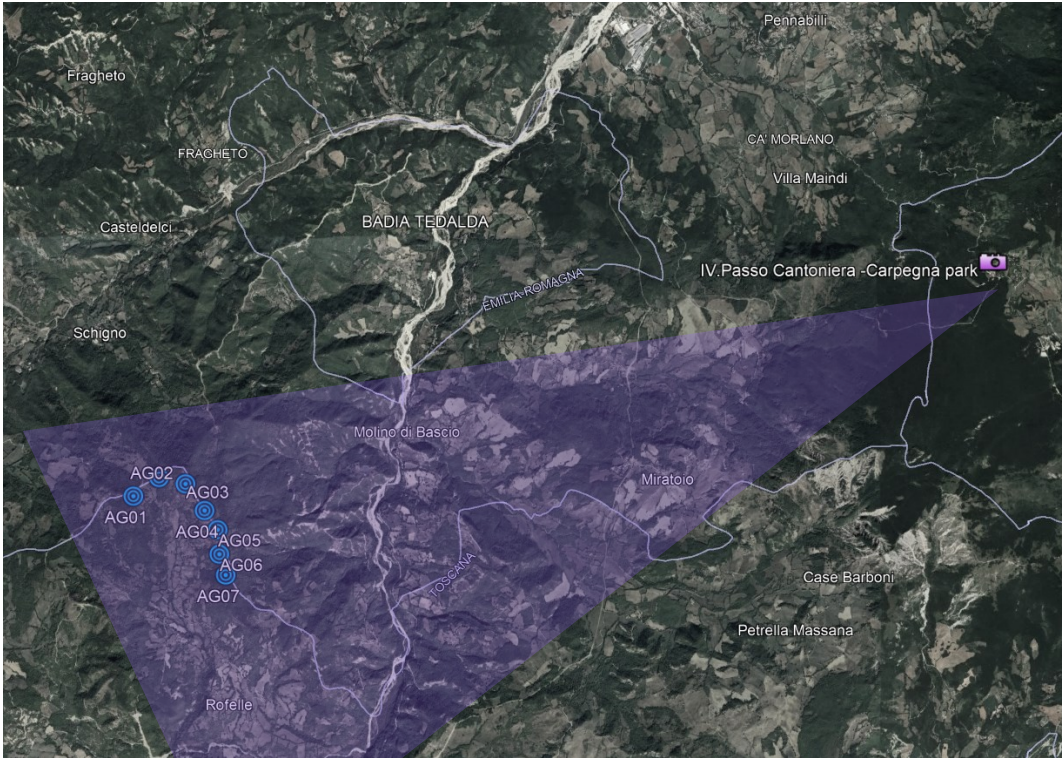 Pennabilli
Fragheto
CA' MORLANO
FRAGHETO
Villa Maindi
BADIA TEDALDA
Casteldelci
IV.Passo Cantoniera -Carpegna park
EMILIA-ROMAGNA
Schigno
Molino di Bascio
AG02
Miratoio
AG03
AG01
AG04
AG05
AG06
TOSCANA
Case Barboni
AG07
Petrella Massana
Rofelle